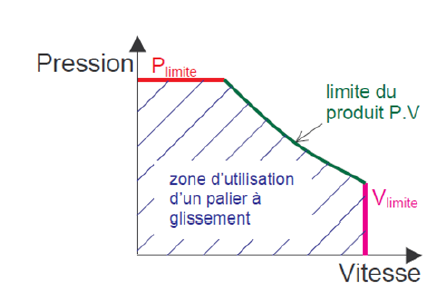 Pression
Plimite
limite du
produit P.V
zone d'utilisation
d'un palier à
glissement
Vlimite
Vitesse